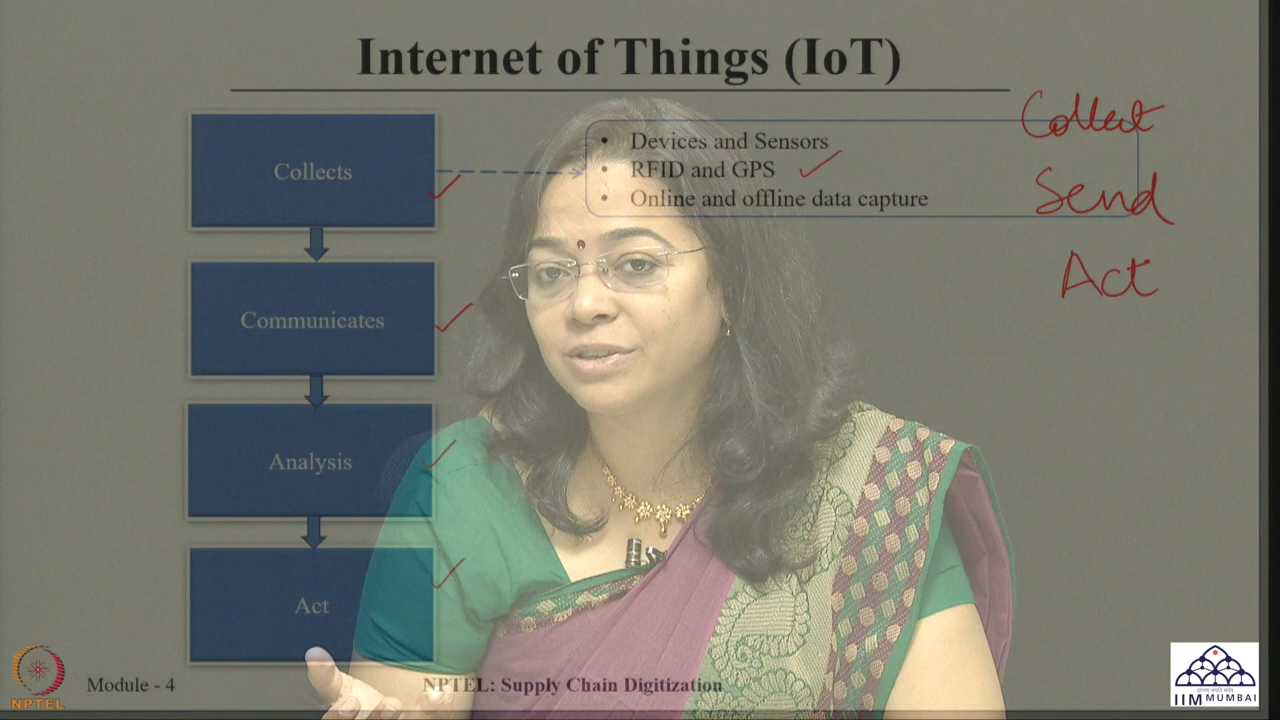 Internet of Things (IoT)
Collects
• Devices and Sensors
• RFID and GPS
• Online and offline data capture
Collect
Send
Act
Communicates
Analysis
Act
NPTEL
Module - 4
NPTEL: Supply Chain Digitization
IIM MUMBAI